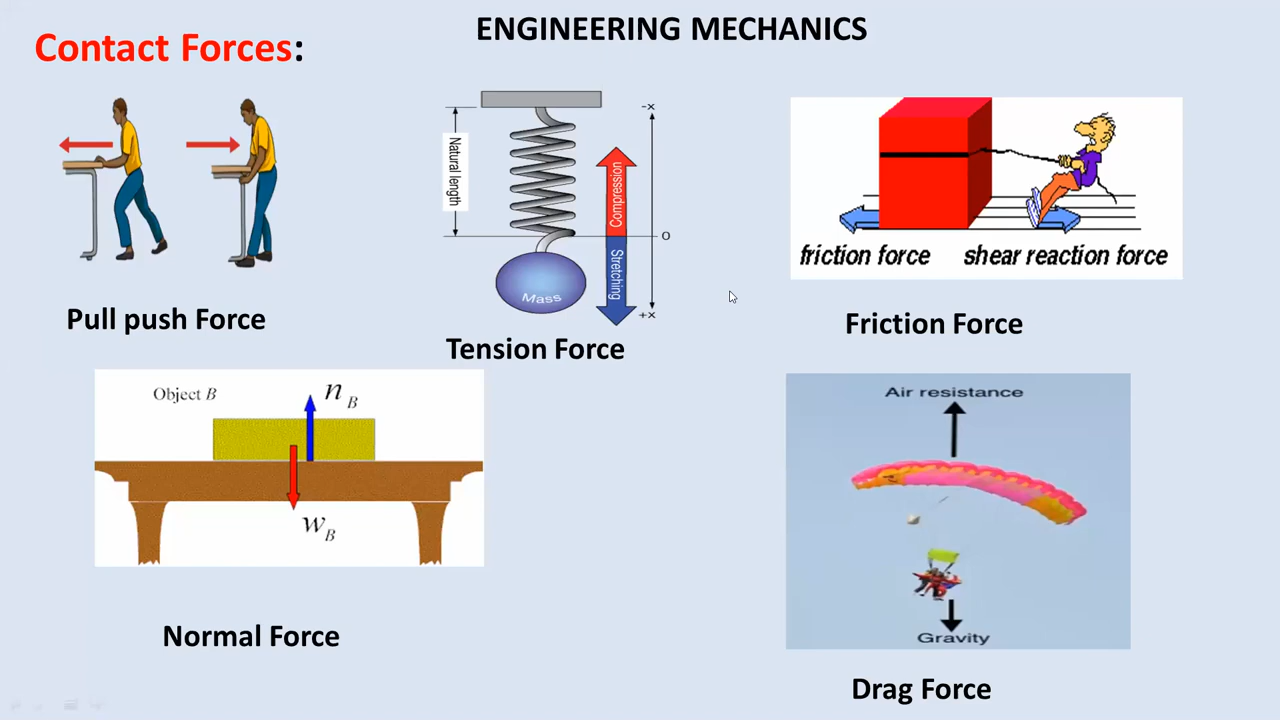 ENGINEERING MECHANICS
Contact Forces:
Natural length
Compression
Stretching
-x
O
+x
Mass
friction force
shear reaction force
Pull push Force
Tension Force
Friction Force
Object B
n B
w B
Air resistance
Gravity
Normal Force
Drag Force